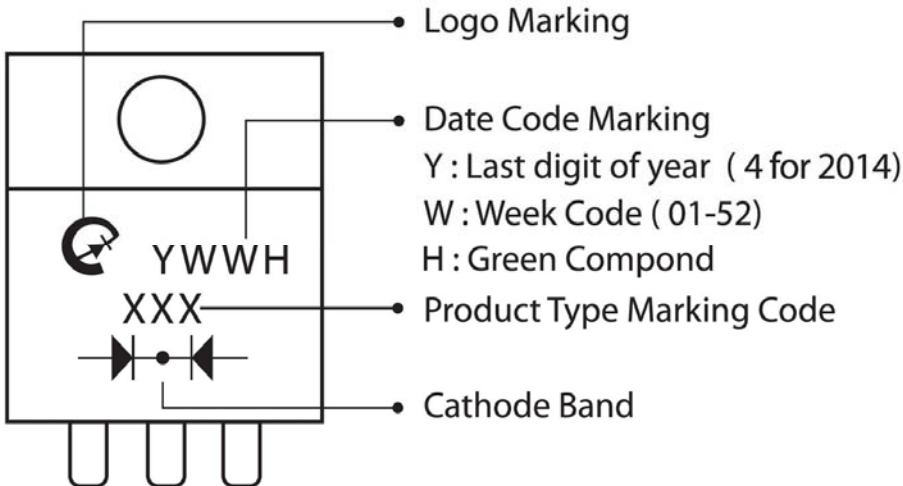 Logo Marking
Date Code Marking
Y : Last digit of year ( 4 for 2014)
W : Week Code ( 01-52)
H : Green Compond
YWWH
XXX
Product Type Marking Code
Cathode Band